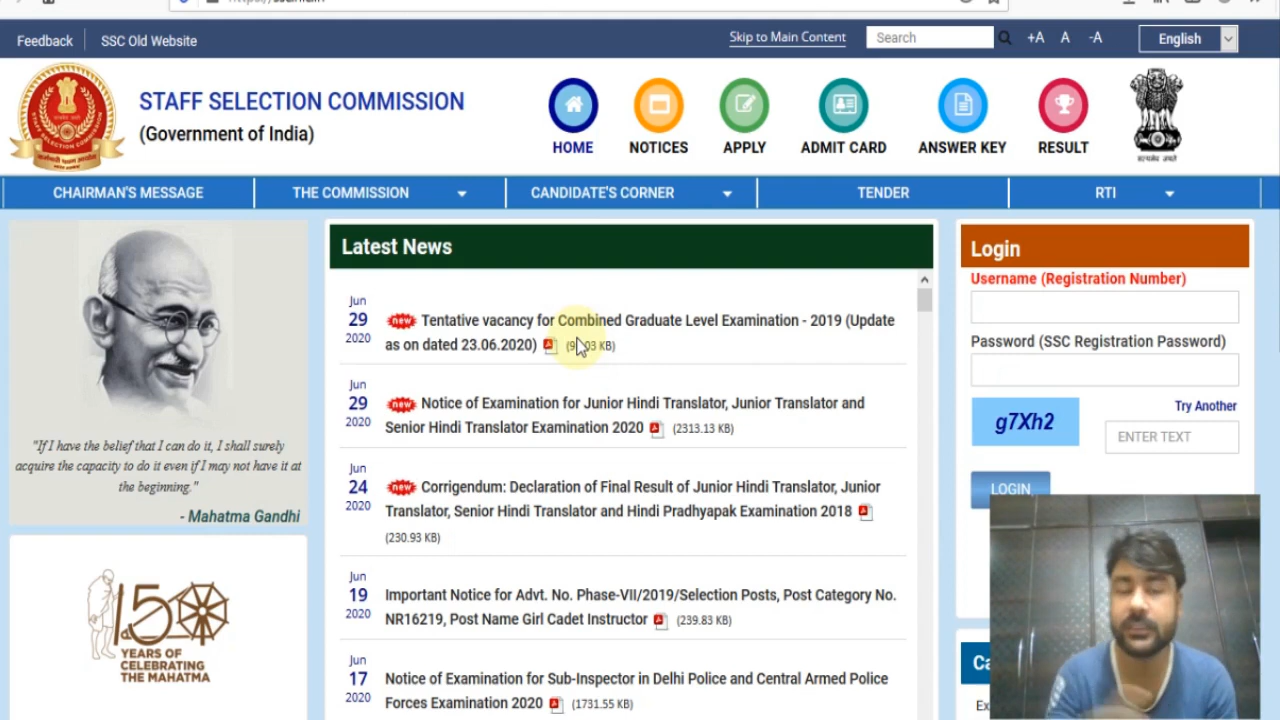 Feedback
SSC Old Website
Skip to Main Content
Search
+A
A
-A
English
STAFF SELECTION COMMISSION
(Government of India)
HOME
NOTICES
APPLY
ADMIT CARD
ANSWER KEY
RESULT
CHAIRMAN'S MESSAGE
THE COMMISSION
CANDIDATE'S CORNER
TENDER
RTI
"If I have the belief that I can do it, I shall surely
acquire the capacity to do it even if I may not have it at
the beginning."
- Mahatma Gandhi
150
YEARS OF
CELEBRATING
THE MAHATMA
Latest News
Jun
29
2020
new Tentative vacancy for Combined Graduate Level Examination - 2019 (Update
as on dated 23.06.2020)
Jun
29
2020
new Notice of Examination for Junior Hindi Translator, Junior Translator and
Senior Hindi Translator Examination 2020 (2313.13 KB)
Jun
24
2020
new Corrigendum: Declaration of Final Result of Junior Hindi Translator, Junior
Translator, Senior Hindi Translator and Hindi Pradhyapak Examination 2018
(230.93 KB)
Jun
19
2020
Important Notice for Advt. No. Phase-VII/2019/Selection Posts, Post Category No.
NR16219, Post Name Girl Cadet Instructor (239.83 KB)
Jun
17
2020
Notice of Examination for Sub-Inspector in Delhi Police and Central Armed Police
Forces Examination 2020 (1731.55 KB)
Login
Username (Registration Number)
Password (SSC Registration Password)
g7Xh2
Try Another
ENTER TEXT
LOGIN